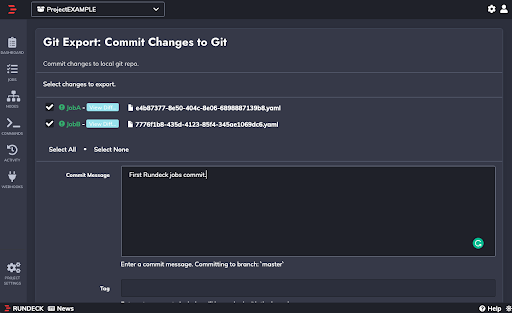 ProjectEXAMPLE
Git Export: Commit Changes to Git
Commit changes to local git repo.
Select changes to export.
JobA - View Diff... e4b87377-8e50-404c-8e06-6898887139b8.yaml
JobB - View Diff... 7776f1b8-435d-4123-85f4-345ae1069dc6.yaml
Select All • Select None
Commit Message
First Rundeck jobs commit.
Enter a commit message. Committing to branch: `master`
Tag
DASHBOARD
JOBS
NODES
COMMANDS
ACTIVITY
WEBHOOKS
PROJECT
SETTINGS
RUNDECK News
Help